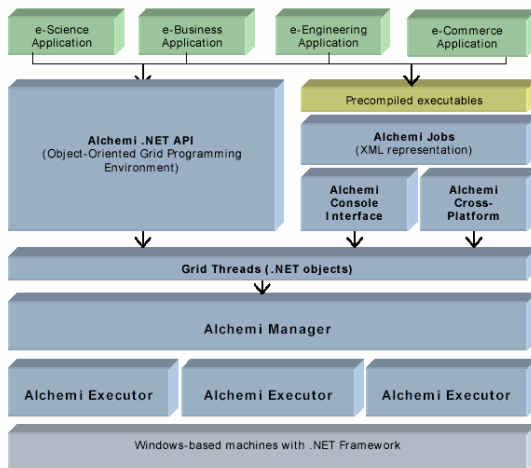 e-Science
Application
e-Business
Application
e-Engineering
Application
e-Commerce
Application
Alchemi .NET API
(Object-Oriented Grid Programming
Environment)
Precompiled executables
Alchemi Jobs
(XML representation)
Alchemi
Console
Interface
Alchemi
Cross-
Platform
Grid Threads (.NET objects)
Alchemi Manager
Alchemi Executor
Alchemi Executor
Alchemi Executor
Windows-based machines with .NET Framework